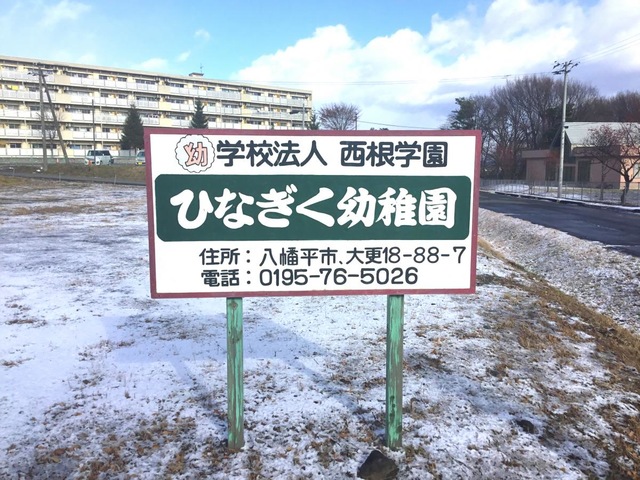 幼 学校法人 西根学園
ひなぎく幼稚園
住所：八幡平市、大更18-88-7
電話：0195-76-5026